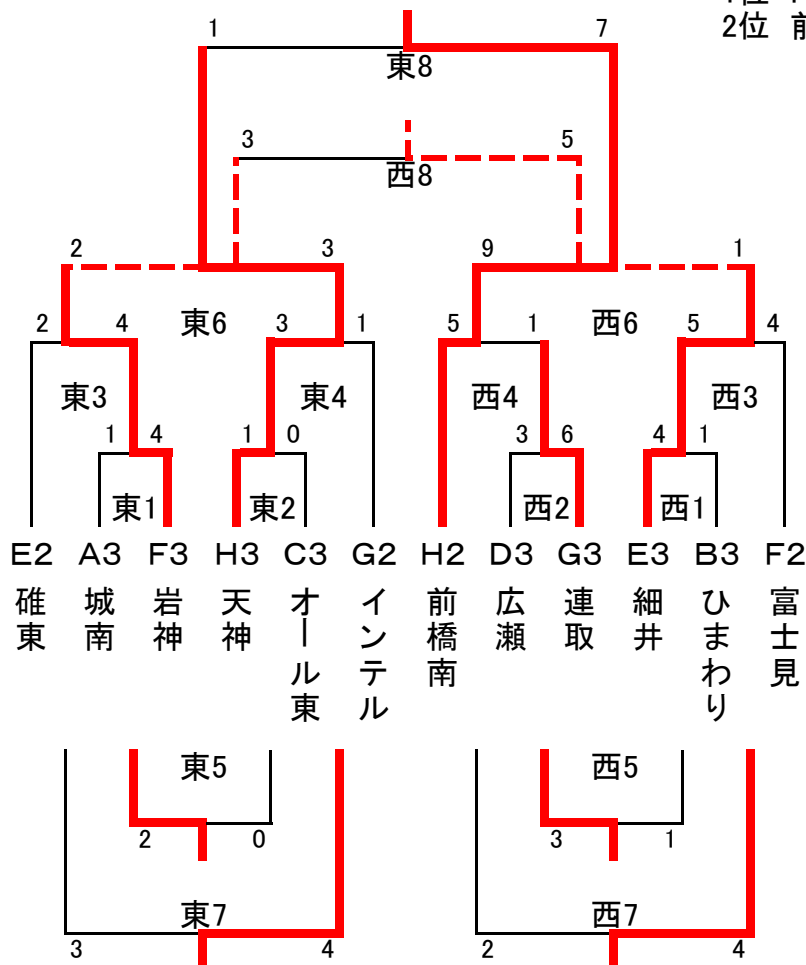 2位 前
1 7
東8
3 5
西8
2 3 9 1
東6 西6
2 4 3 1 5 1 5 4
東3 東4 西4 西3
1 4 1 0 3 6 4 1
東1 東2 西2 西1
E2 A3 F3 H3 C3 G2 H2 D3 G3 E3 B3 F2
碓東 城南 岩神 天神 オール東 インテル 前橋南 広瀬 連取 細井 ひまわり 富士見
東5 西5
2 0 3 1
東7 西7
3 4 2 4